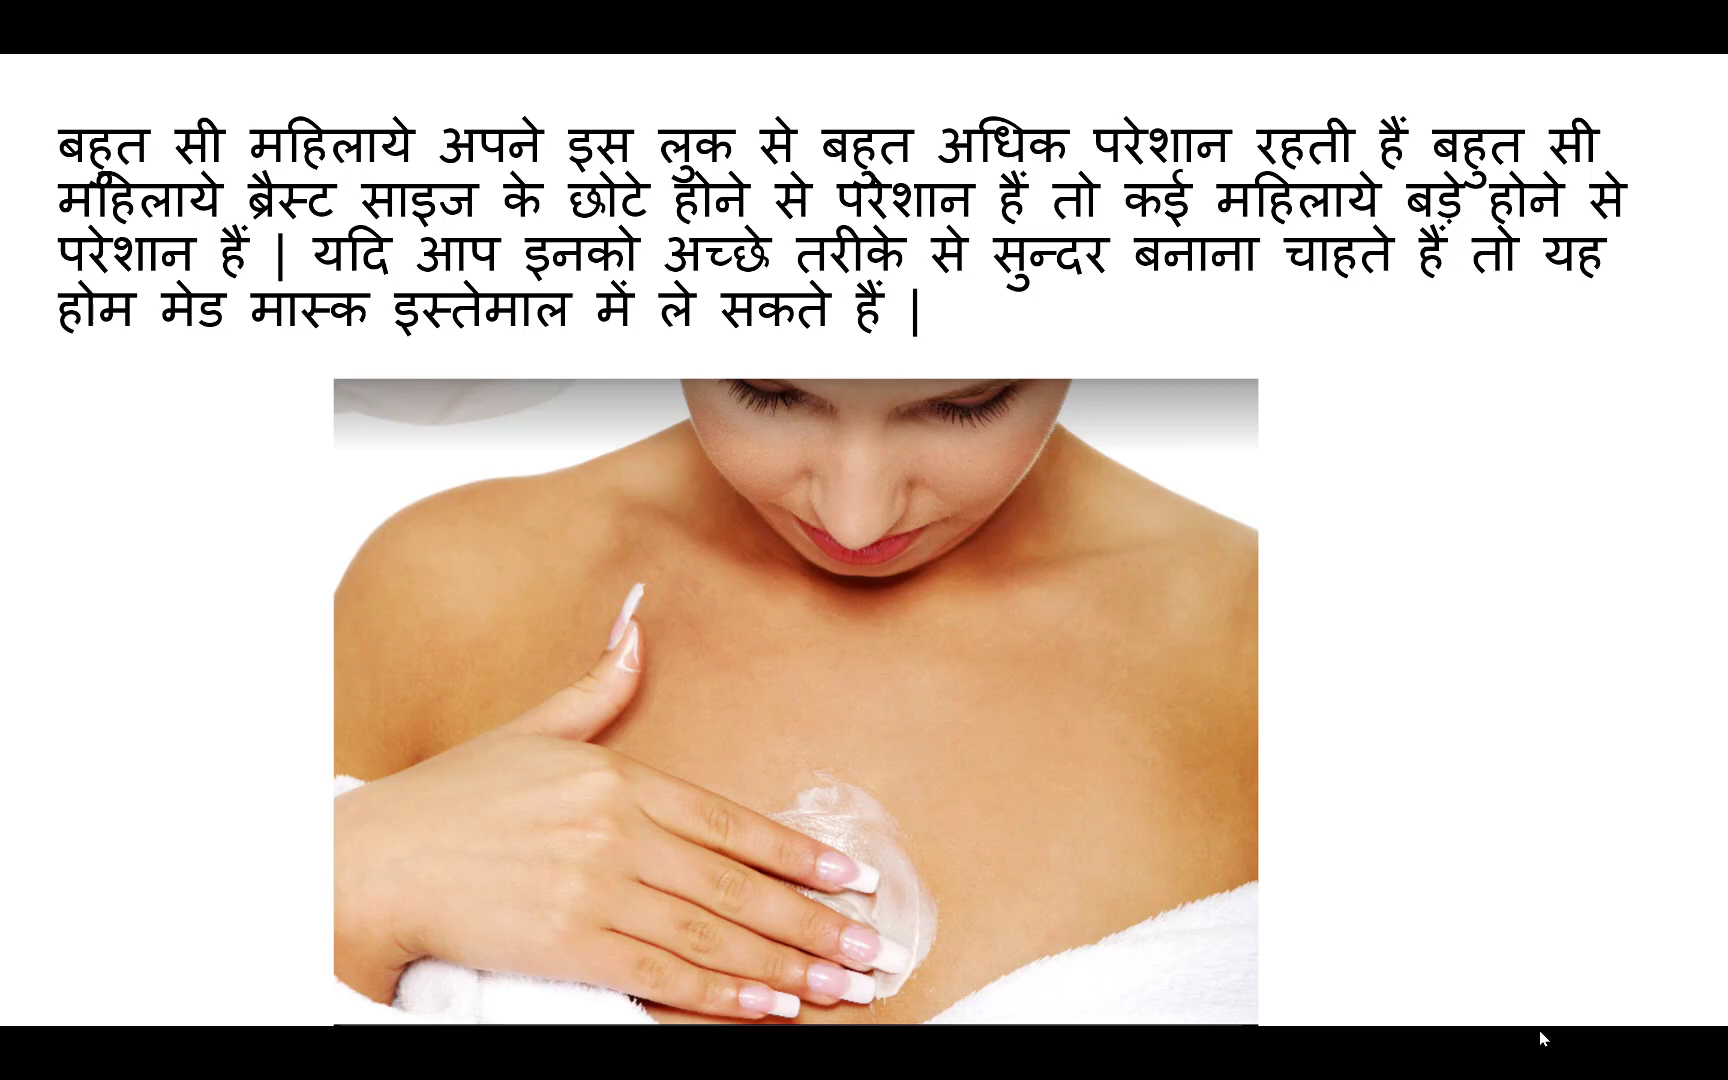 बहुत सी महिलाये अपने इस लुक से बहुत अधिक परेशान रहती हैं बहुत सी
महिलाये ब्रैस्ट साइज के छोटे होने से परेशान हैं तो कई महिलाये बड़े होने से
परेशान हैं | यदि आप इनको अच्छे तरीके से सुन्दर बनाना चाहते हैं तो यह
होम मेड मास्क इस्तेमाल में ले सकते हैं |